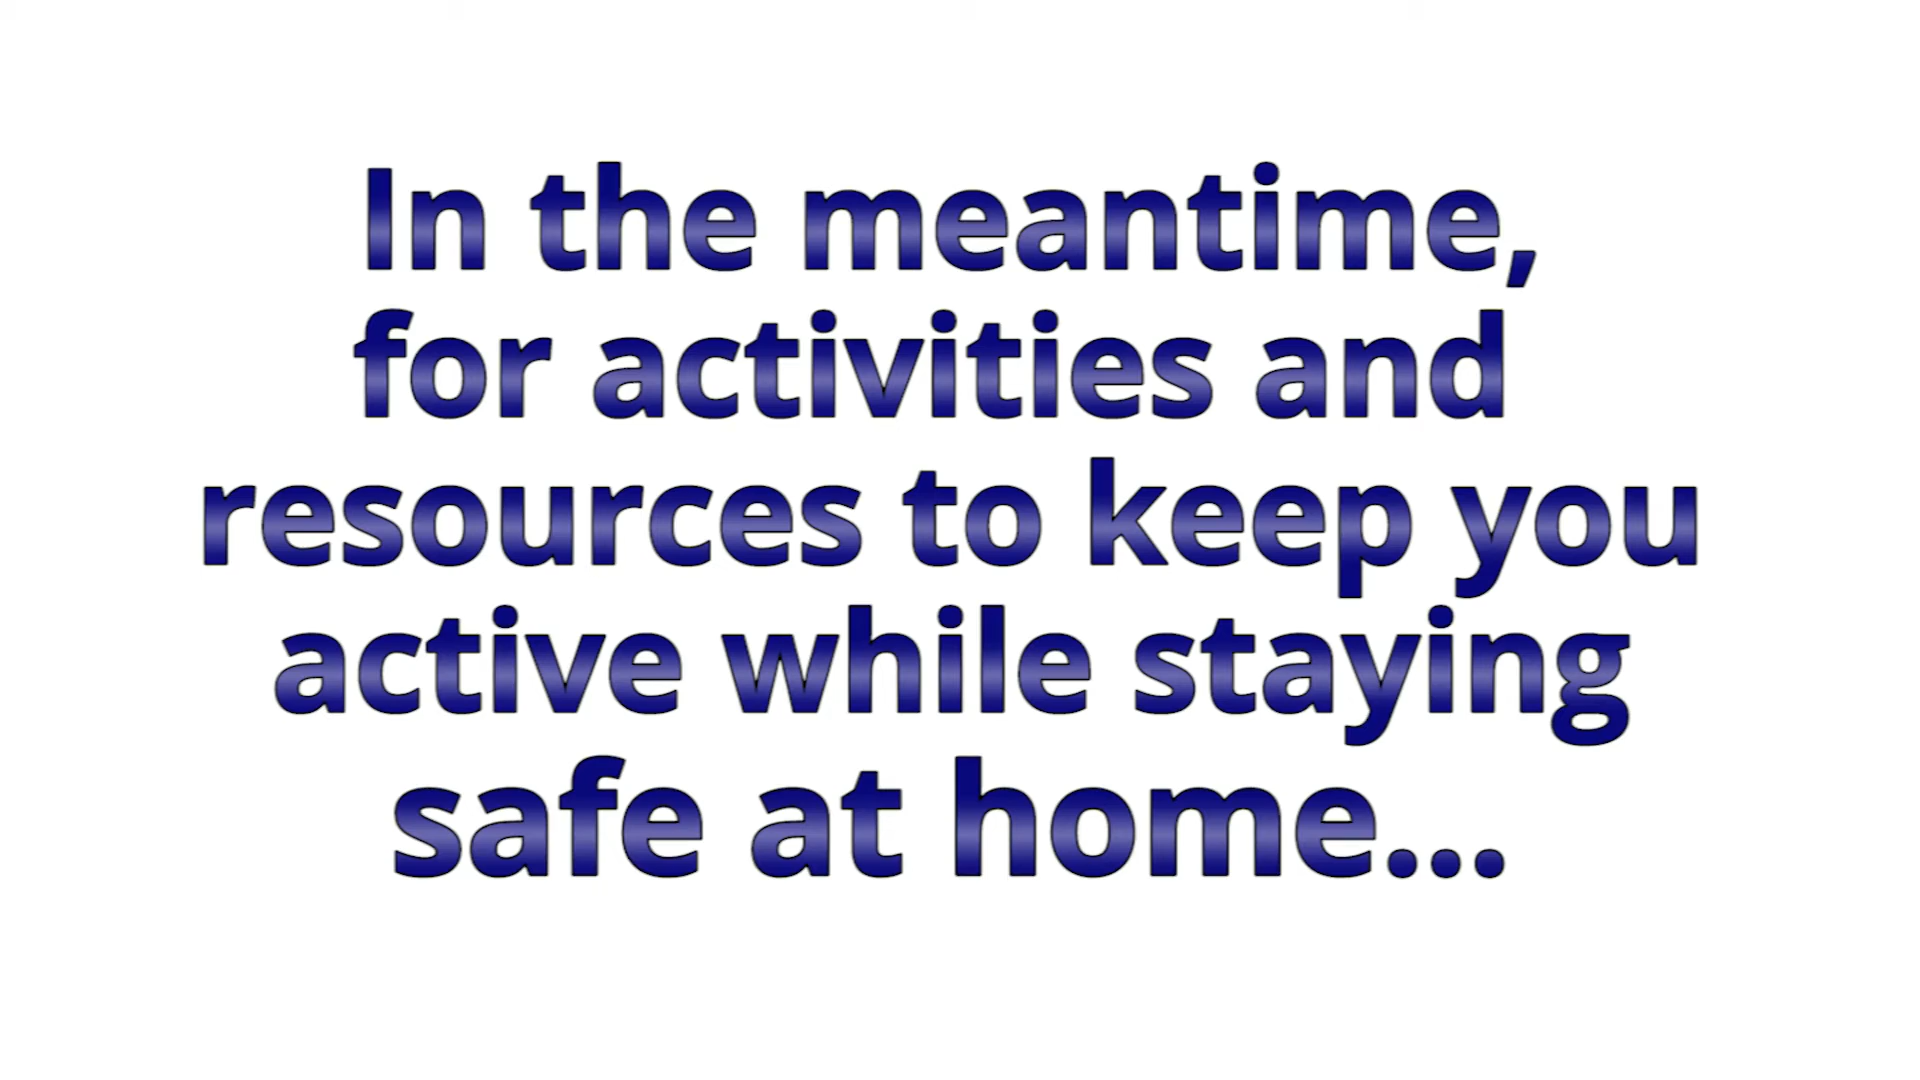 In the meantime,
for activities and
resources to keep you
active while staying
safe at home...